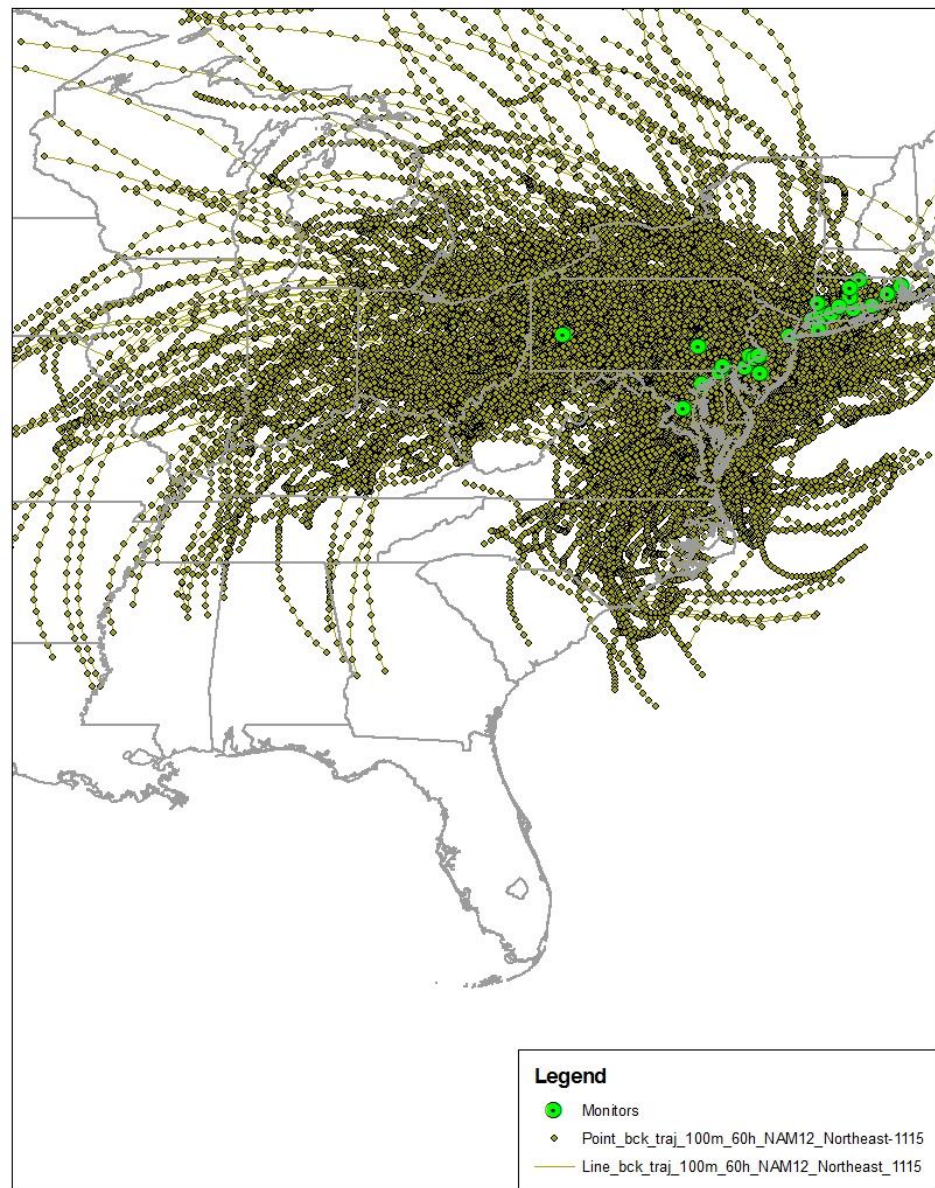 Legend
Monitors
Point_bck_traj_100m_60h_NAM12_Northeast-1115
Line_bck_traj_100m_60h_NAM12_Northeast_1115